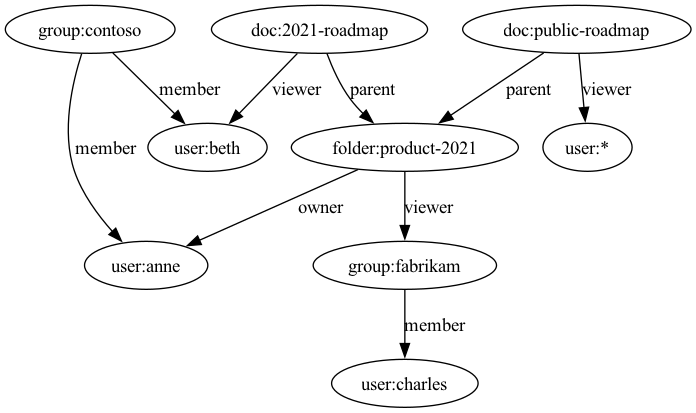 group:contoso
doc:2021-roadmap
doc:public-roadmap
member
viewer
parent
parent
viewer
member
user:beth
folder:product-2021
user:*
owner
viewer
user:anne
group:fabrikam
member
user:charles